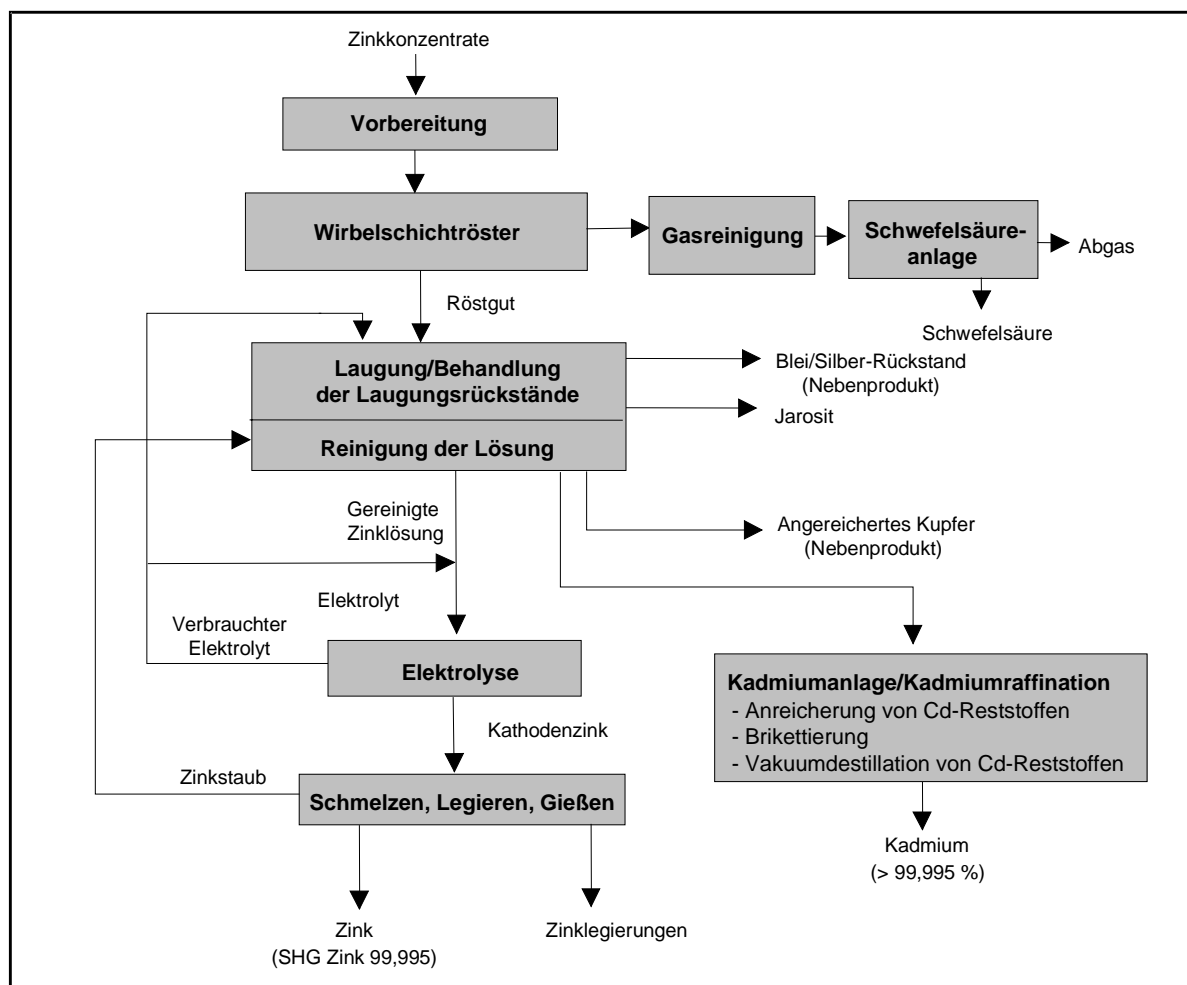 Zinkkonzentrate
Vorbereitung
Wirbelschichtröster
Gasreinigung
Schwefelsäure-
anlage
Abgas
Röstgut
Schwefelsäure
Laugung/Behandlung
der Laugungsrückstände
Blei/Silber-Rückstand
(Nebenprodukt)
Jarosit
Reinigung der Lösung
Gereinigte
Zinklösung
Angereichertes Kupfer
(Nebenprodukt)
Elektrolyt
Verbrauchter
Elektrolyt
Elektrolyse
Kadmiumanlage/Kadmiumraffination
- Anreicherung von Cd-Reststoffen
- Brikettierung
- Vakuumdestillation von Cd-Reststoffen
Kathodenzink
Zinkstaub
Schmelzen, Legieren, Gießen
Kadmium
(> 99,995 %)
Zink
(SHG Zink 99,995)
Zinklegierungen